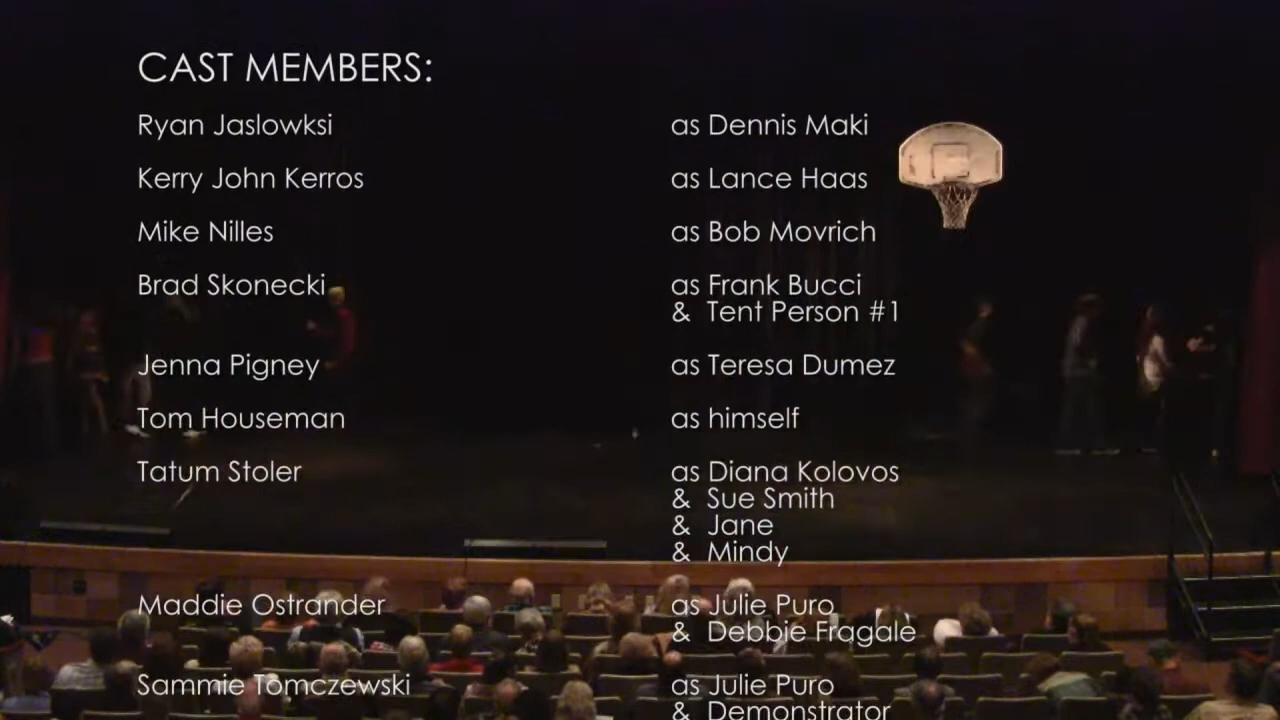 CAST MEMBERS:
Ryan Jaslowksi as Dennis Maki
Kerry John Kerros as Lance Haas
Mike Nilles as Bob Movrich
Brad Skonecki as Frank Bucci
& Tent Person #1
Jenna Pigney as Teresa Dumez
Tom Houseman as himself
Tatum Stoler as Diana Kolovos
& Sue Smith
& Jane
& Mindy
Maddie Ostrander as Julie Puro
& Debbie Fragale
Sammie Tomczewski as Julie Puro
& Demonstrator